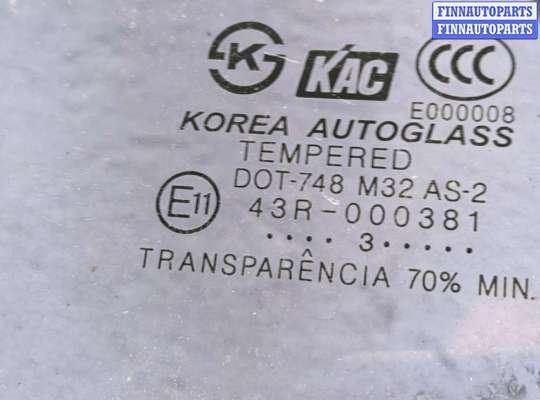 FINNAUTOPARTS
FINNAUTOPARTS
K KAC CCC
E000008
KOREA AUTOGLASS
TEMPERED
DOT-748 M32 AS-2
E11 43R-000381
.... 3.....
TRANSPARÊNCIA 70% MIN.